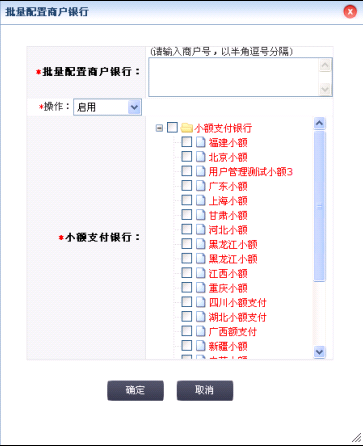 批量配置商户银行
(请输入商户号，以半角逗号分隔)
*批量配置商户银行：
*操作： 启用
*小额支付银行：
小额支付银行
福建小额
北京小额
用户管理测试小额3
广东小额
上海小额
甘肃小额
河北小额
黑龙江小额
黑龙江小额
江西小额
重庆小额
四川小额支付
湖北小额支付
广西额支付
新疆小额
确定 取消